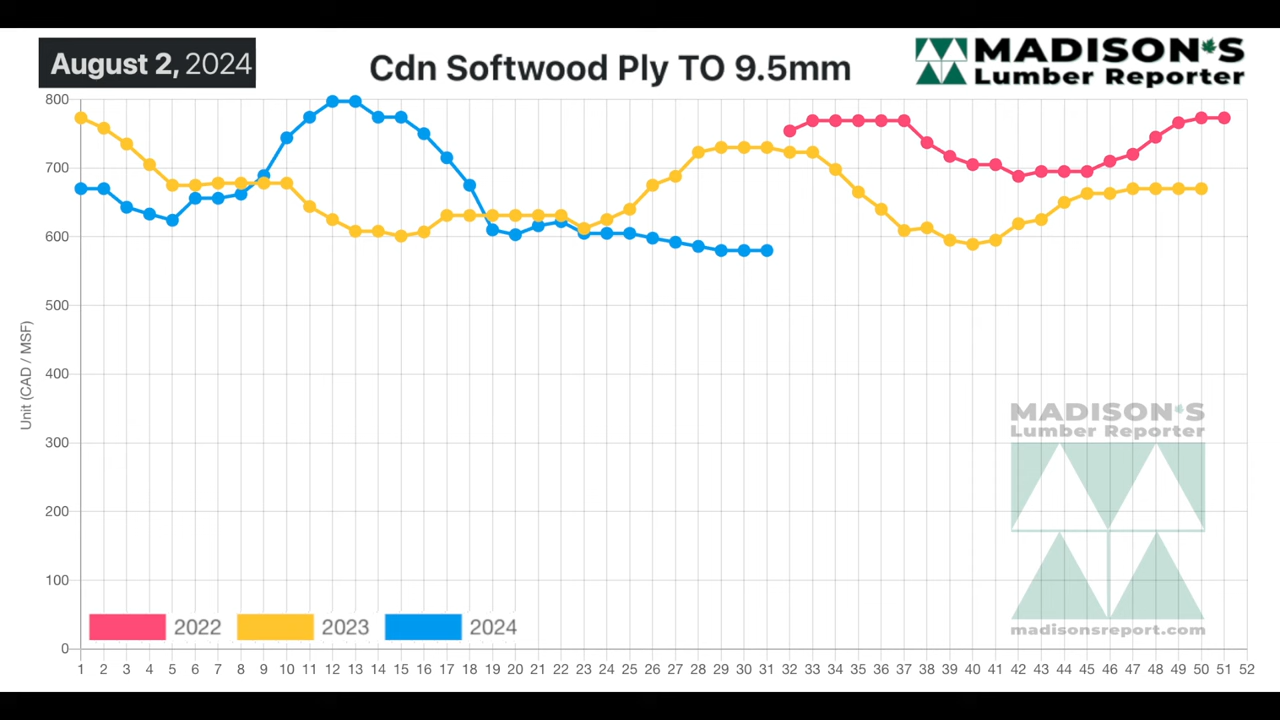 August 2, 2024
Cdn Softwood Ply TO 9.5mm
MADISON'S
Lumber Reporter
800
700
600
500
400
300
200
100
0
Unit (CAD / MSF)
MADISON'S
Lumber Reporter
madisonsreport.com
2022 2023 2024
1 2 3 4 5 6 7 8 9 10 11 12 13 14 15 16 17 18 19 20 21 22 23 24 25 26 27 28 29 30 31 32 33 34 35 36 37 38 39 40 41 42 43 44 45 46 47 48 49 50 51 52